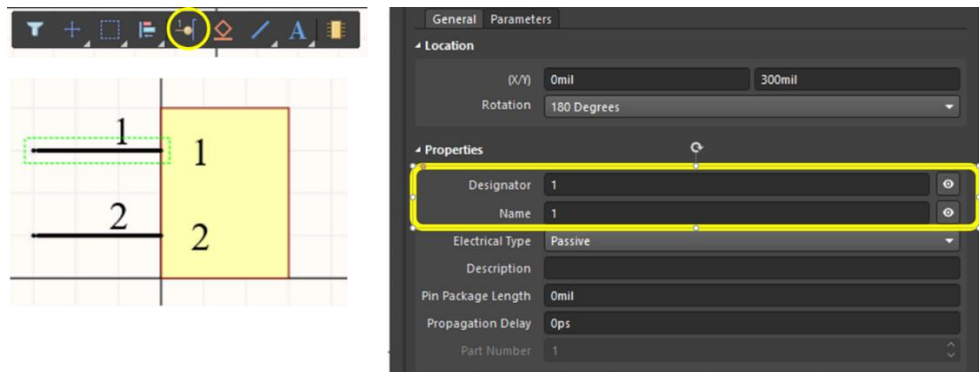 A
1
1
2
2
General Parameters
Location
(X/Y) 0mil 300mil
Rotation 180 Degrees
Properties
Designator 1
Name 1
Electrical Type Passive
Description
Pin Package Length 0mil
Propagation Delay 0ps
Part Number 1